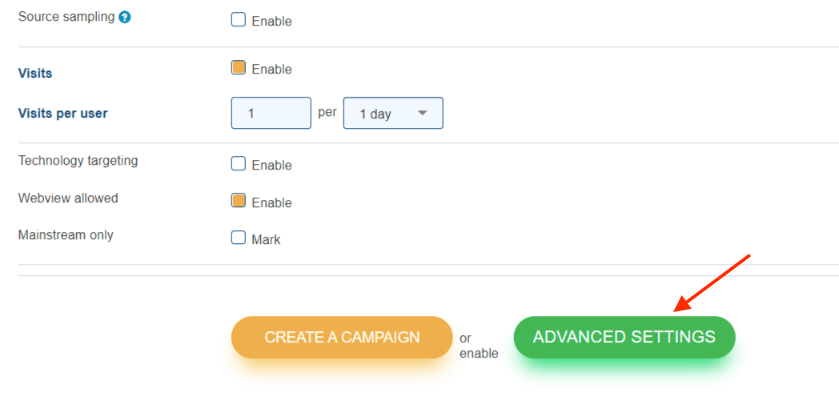 Source sampling ?
Enable
Visits
Enable
Visits per user
1 per 1 day
Technology targeting
Enable
Webview allowed
Enable
Mainstream only
Mark
CREATE A CAMPAIGN
or
enable
ADVANCED SETTINGS